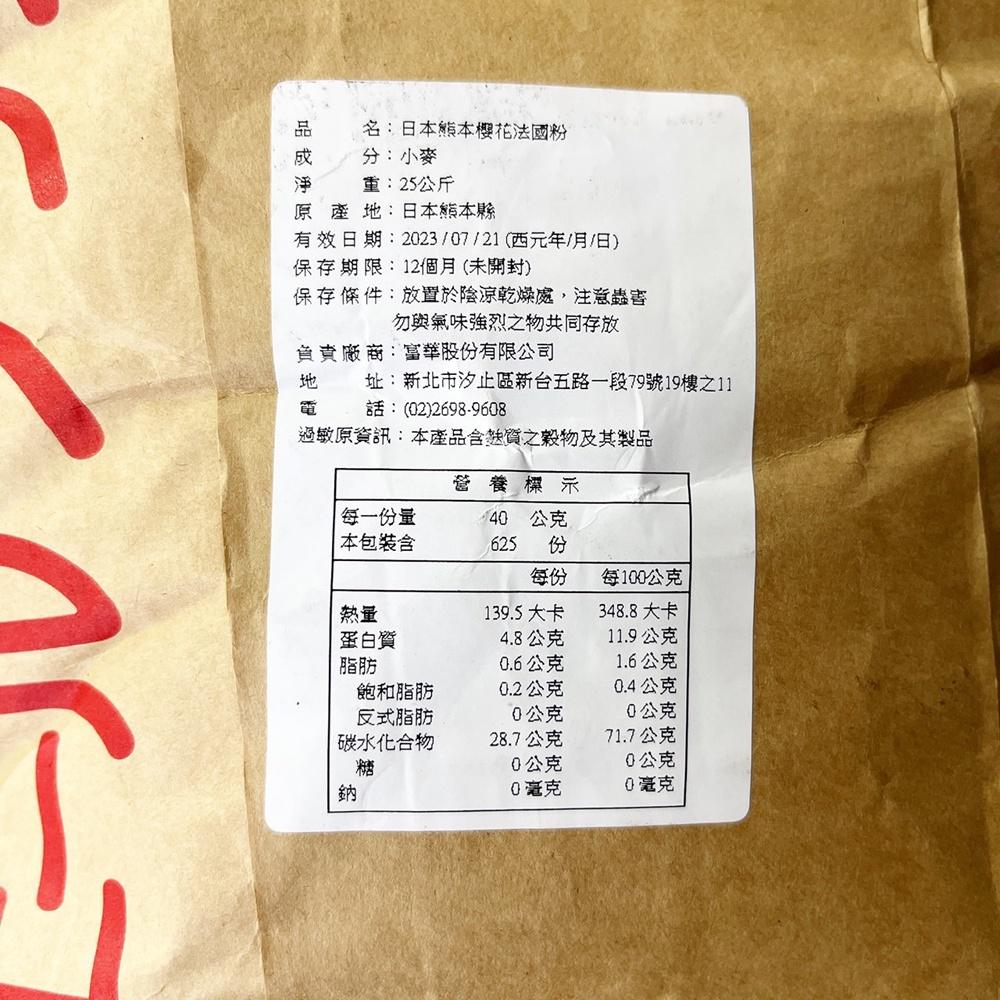 品名：日本熊本櫻花法國粉
成分：小麥
淨重：25公斤
原產地：日本熊本縣
有效日期：2023 / 07 / 21 (西元年/月/日)
保存期限：12個月 (未開封)
保存條件：放置於陰涼乾燥處，注意蟲害
勿與氣味強烈之物共同存放
負責廠商：富華股份有限公司
地址：新北市汐止區新台五路一段79號19樓之11
電話：(02)2698-9608
過敏原資訊：本產品含麩質之穀物及其製品
營養標示
每一份量 40 公克
本包裝含 625 份
每份 每100公克
熱量 139.5 大卡 348.8 大卡
蛋白質 4.8 公克 11.9 公克
脂肪 0.6 公克 1.6 公克
飽和脂肪 0.2 公克 0.4 公克
反式脂肪 0 公克 0 公克
碳水化合物 28.7 公克 71.7 公克
糖 0 公克 0 公克
鈉 0 毫克 0 毫克